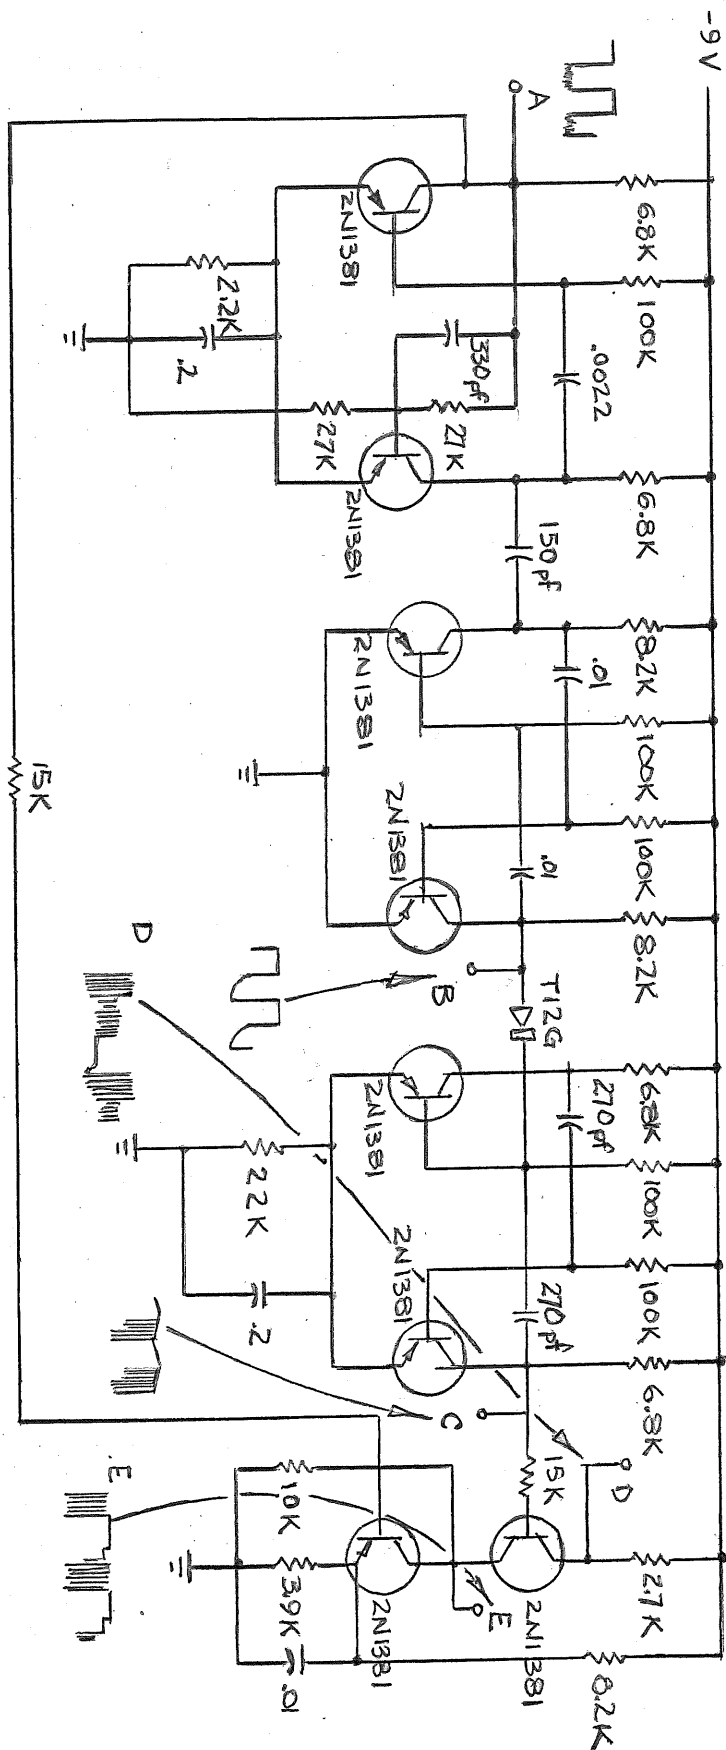 -9V
6.8K
100K
6.8K
8.2K
100K
100K
8.2K
6.8K
100K
100K
6.8K
2.7K
8.2K
.0022
.01
270pf
A
150pf
.01
T12G
270pf
15K
D
330pf
27K
B
C
E
2N1381
2N1381
2N1381
2N1381
2N1381
2N1381
2N1381
2N1381
27K
2.2K
.2
22K
.2
10K
39K
.01
D
E
15K